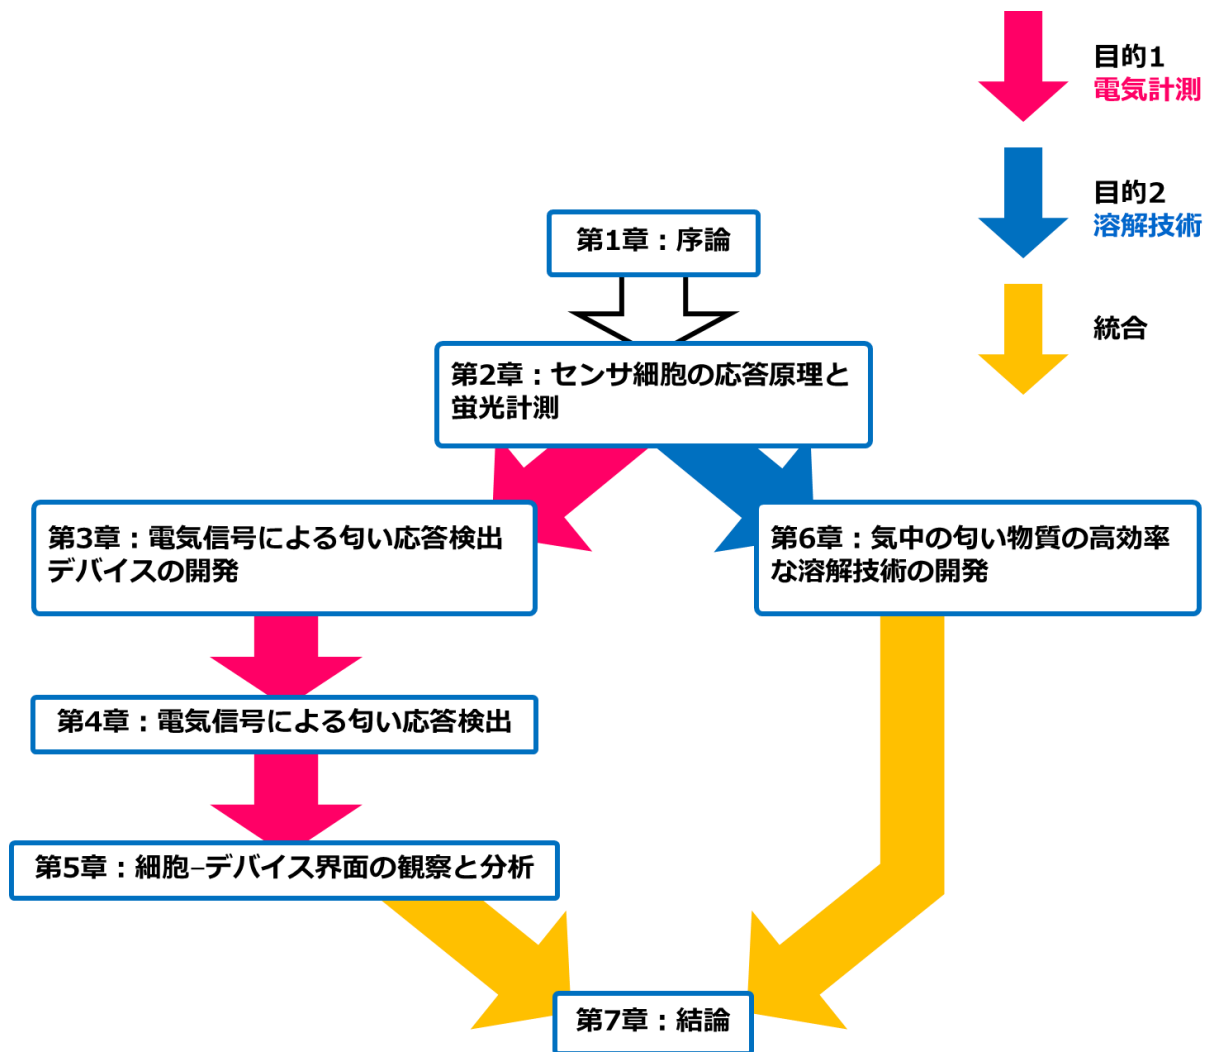 目的1
電気計測
目的2
溶解技術
統合
第1章：序論
第2章：センサ細胞の応答原理と
蛍光計測
第3章：電気信号による匂い応答検出
デバイスの開発
第6章：気中の匂い物質の高効率
な溶解技術の開発
第4章：電気信号による匂い応答検出
第5章：細胞–デバイス界面の観察と分析
第7章：結論